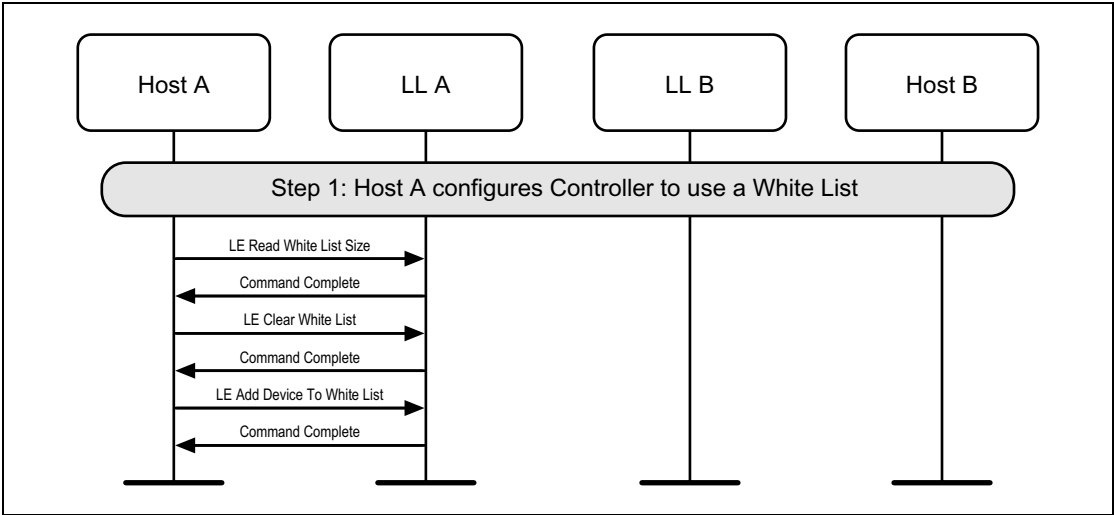 Host A
LL A
LL B
Host B
Step 1: Host A configures Controller to use a White List
LE Read White List Size
Command Complete
LE Clear White List
Command Complete
LE Add Device To White List
Command Complete